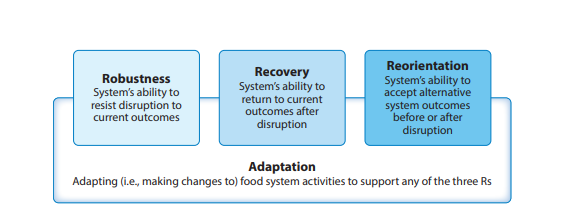 Robustness
System's ability to
resist disruption to
current outcomes
Recovery
System's ability to
return to current
outcomes after
disruption
Reorientation
System's ability to
accept alternative
system outcomes
before or after
disruption
Adaptation
Adapting (i.e., making changes to) food system activities to support any of the three Rs